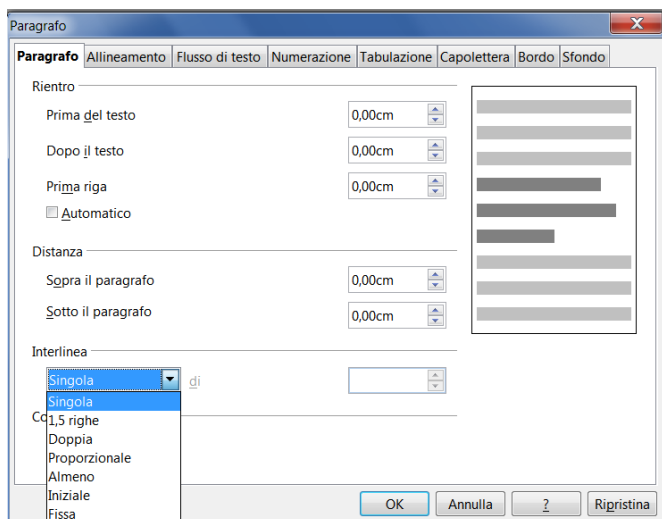 Paragrafo
Paragrafo Allineamento Flusso di testo Numerazione Tabulazione Capolettera Bordo Sfondo
Rientro
Prima del testo 0,00cm
Dopo il testo 0,00cm
Prima riga 0,00cm
Automatico
Distanza
Sopra il paragrafo 0,00cm
Sotto il paragrafo 0,00cm
Interlinea
Singola di
Singola
Co
1,5 righe
Doppia
Proporzionale
Almeno
Iniziale
Fissa
OK Annulla ? Ripristina